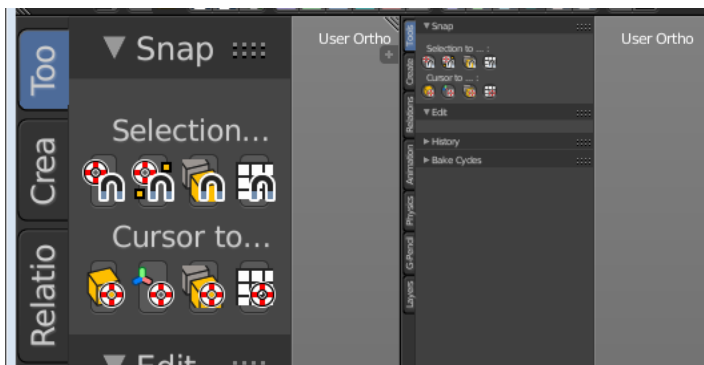 Too
Crea
Relatio
Snap
Selection...
Cursor to...
Edit
User Ortho
Tools
Create
Relations
Animation
Physics
G-Pencil
Layers
Snap
Selection to ... :
Cursor to ... :
Edit
History
Bake Cycles
User Ortho